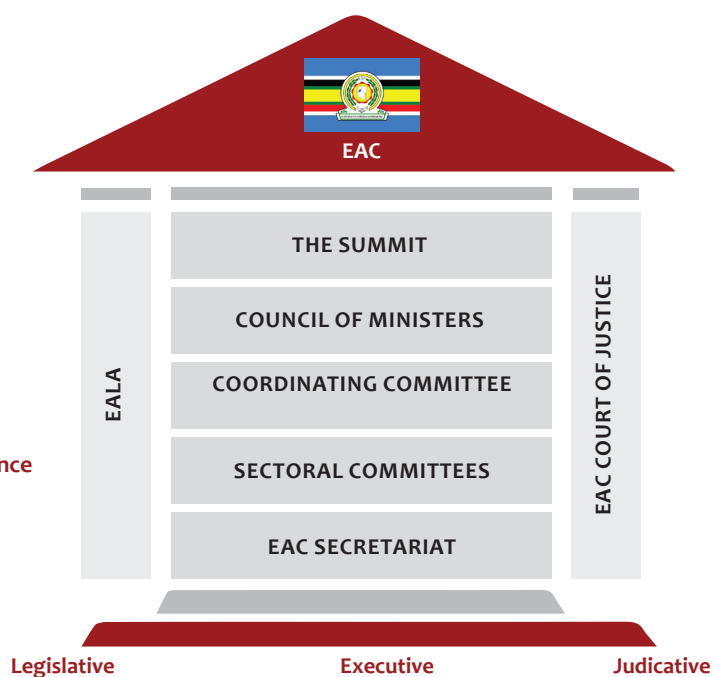 EAC
THE SUMMIT
COUNCIL OF MINISTERS
COORDINATING COMMITTEE
SECTORAL COMMITTEES
EAC SECRETARIAT
EALA
EAC COURT OF JUSTICE
Legislative
Executive
Judicative